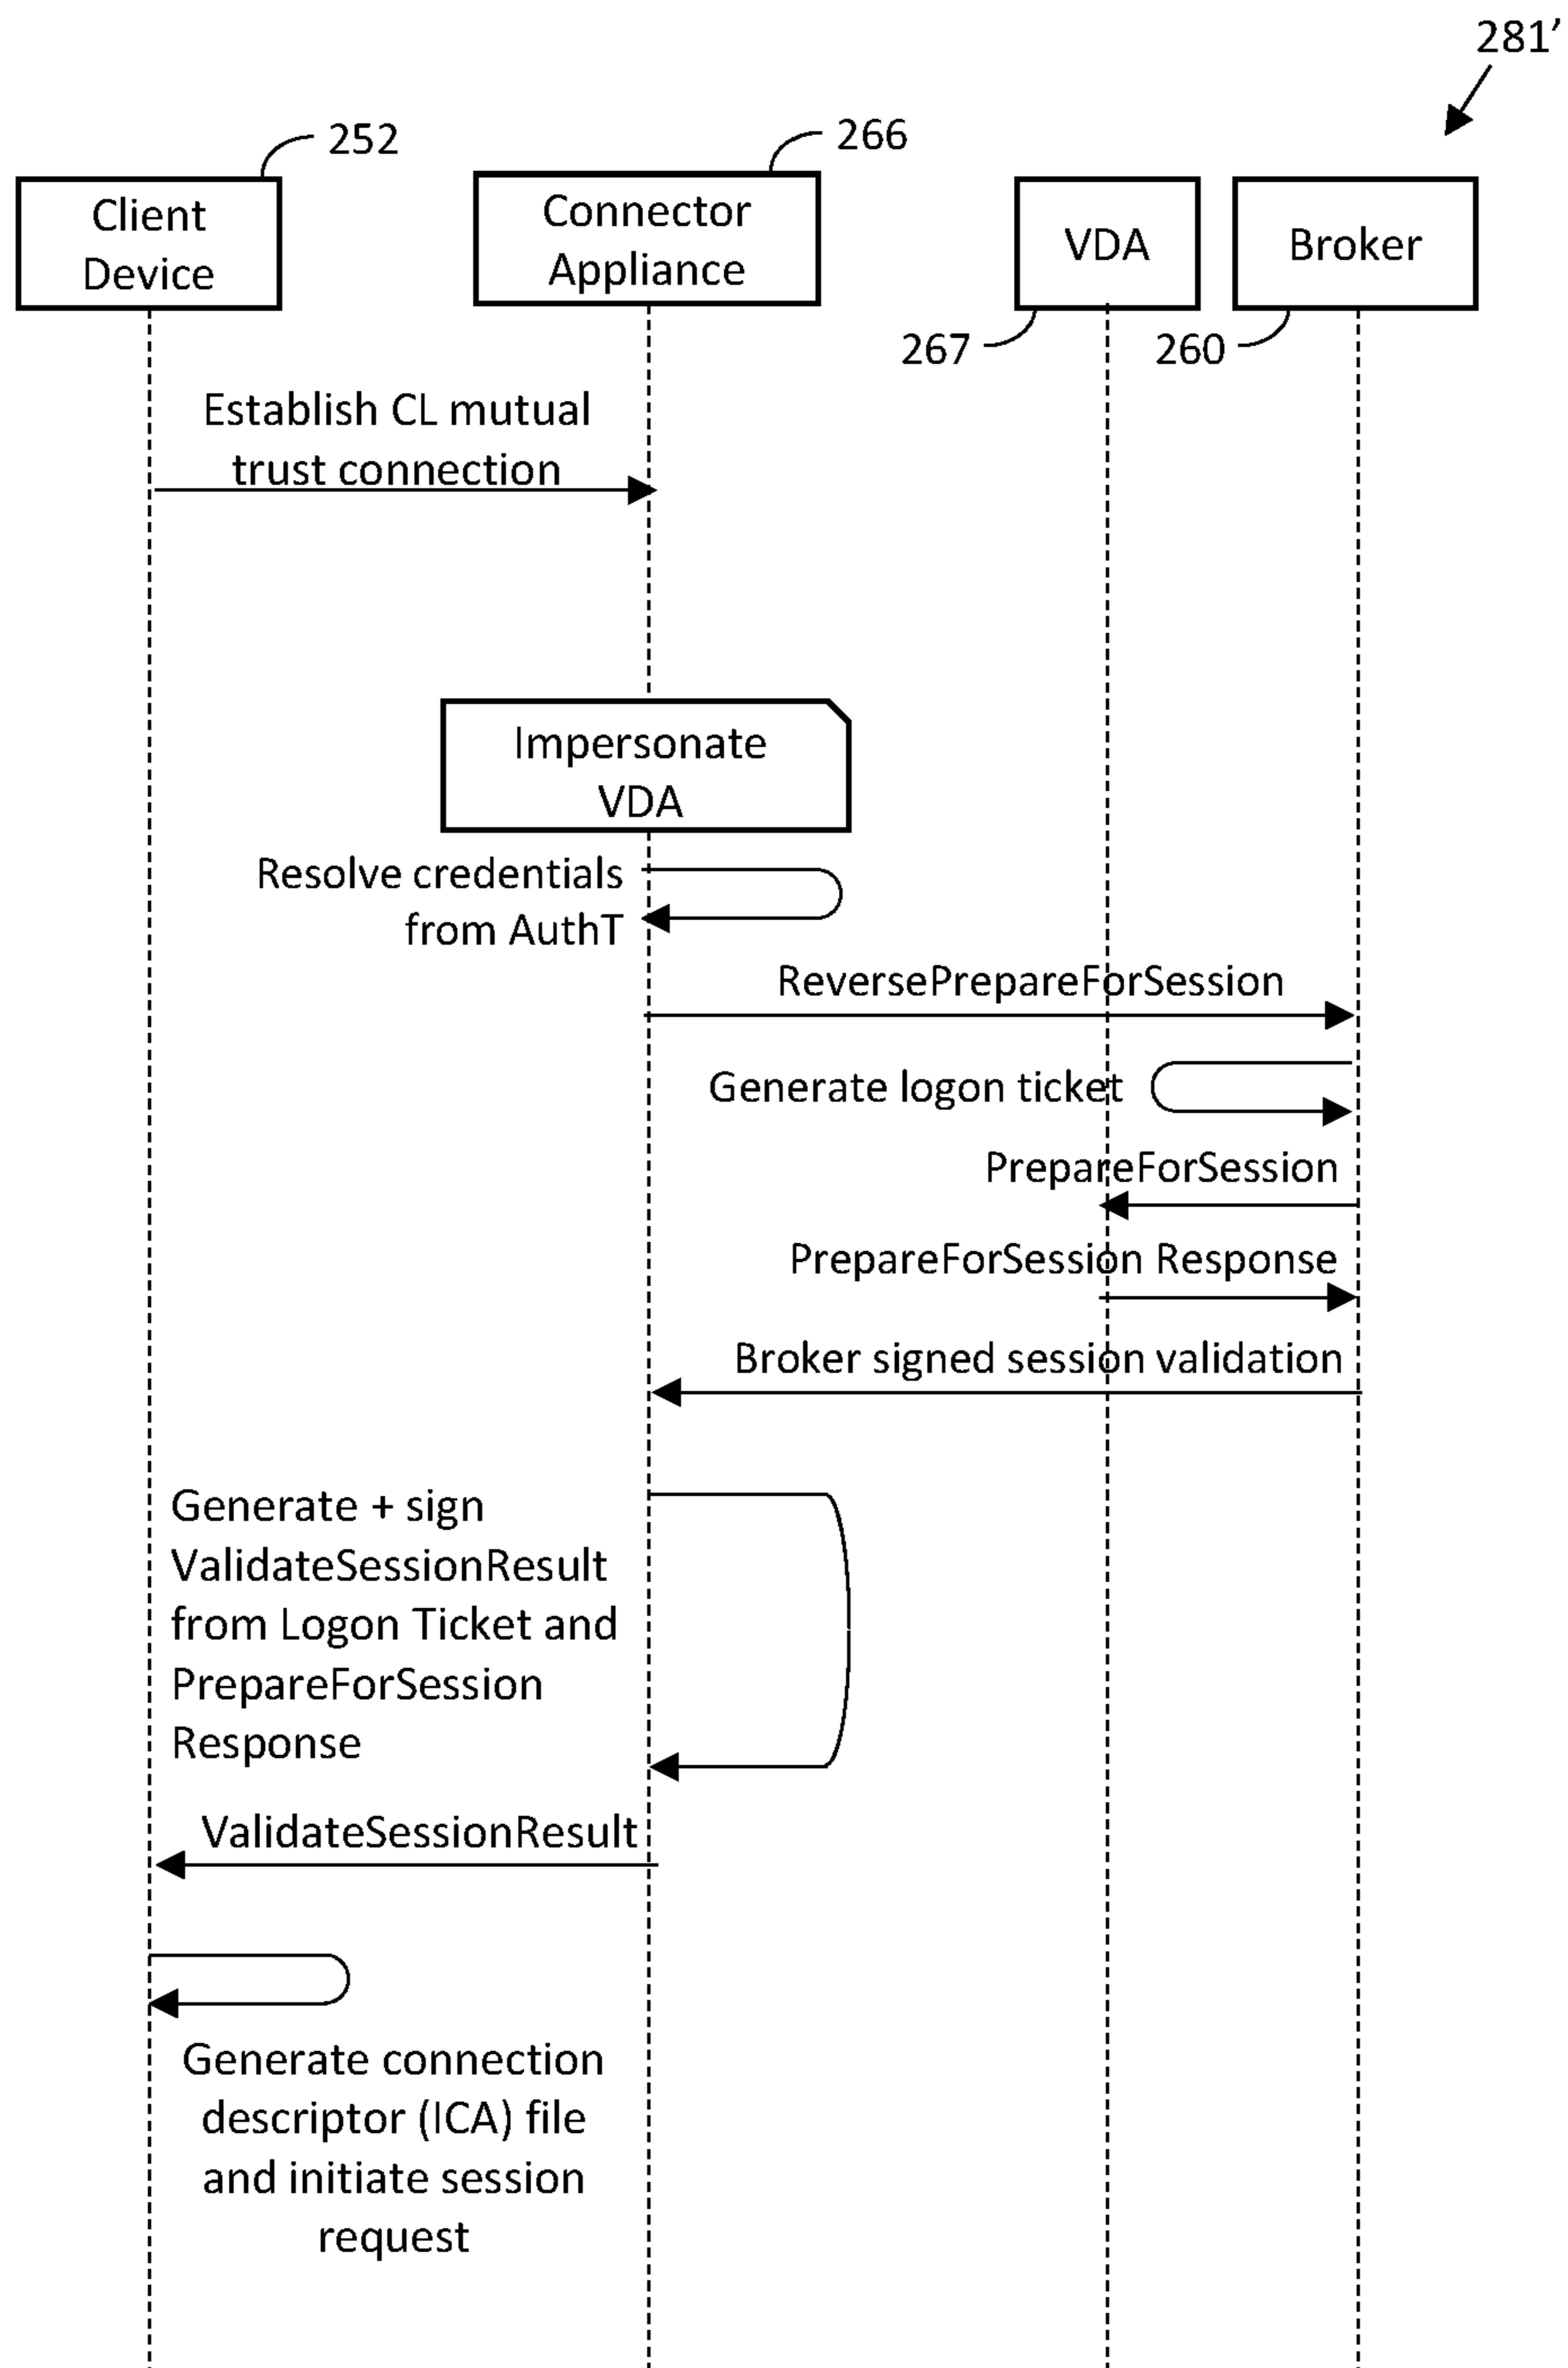 281’
252
266
Client
Device
Connector
Appliance
VDA
Broker
267
260
Establish CL mutual
trust connection
Impersonate
VDA
Resolve credentials
from AuthT
ReversePrepareForSession
Generate logon ticket
PrepareForSession
PrepareForSession Response
Broker signed session validation
Generate + sign
ValidateSessionResult
from Logon Ticket and
PrepareForSession
Response
ValidateSessionResult
Generate connection
descriptor (ICA) file
and initiate session
request